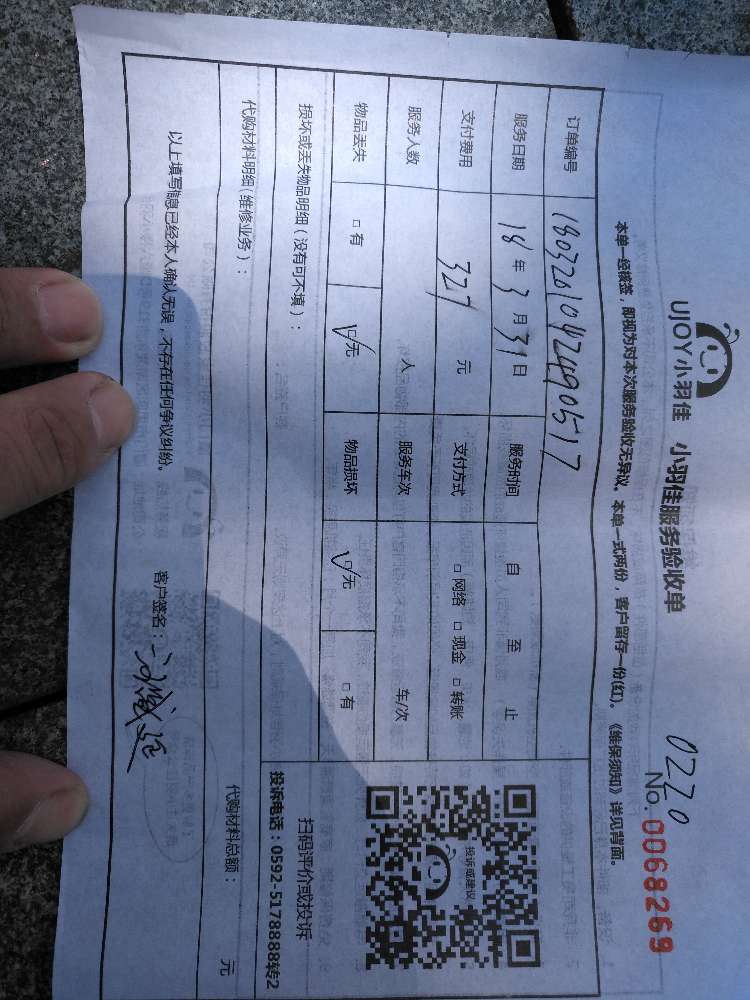 UJOY小羽佳 小羽佳服务验收单
0220
No. 0068269
本单一经核签，即视为对本次服务验收无异议。本单一式两份，客户留存一份(红)。《维保须知》详见背面。
订单编号 1803261042490517
服务日期 18年3月31日 服务时间 自 至 止
支付费用 327 元 支付方式 □网络 □现金 □转账
服务人数 人 服务车次 车/次
物品丢失 □有 ☑无 物品损坏 ☑无 □有
损坏或丢失物品明细(没有可不填)：
投诉或建议
扫码评价或投诉
投诉电话：0592-5178888转2
代购材料明细(维修业务)： 代购材料总额： 元
以上填写信息已经本人确认无误，不存在任何争议纠纷。 客户签名：